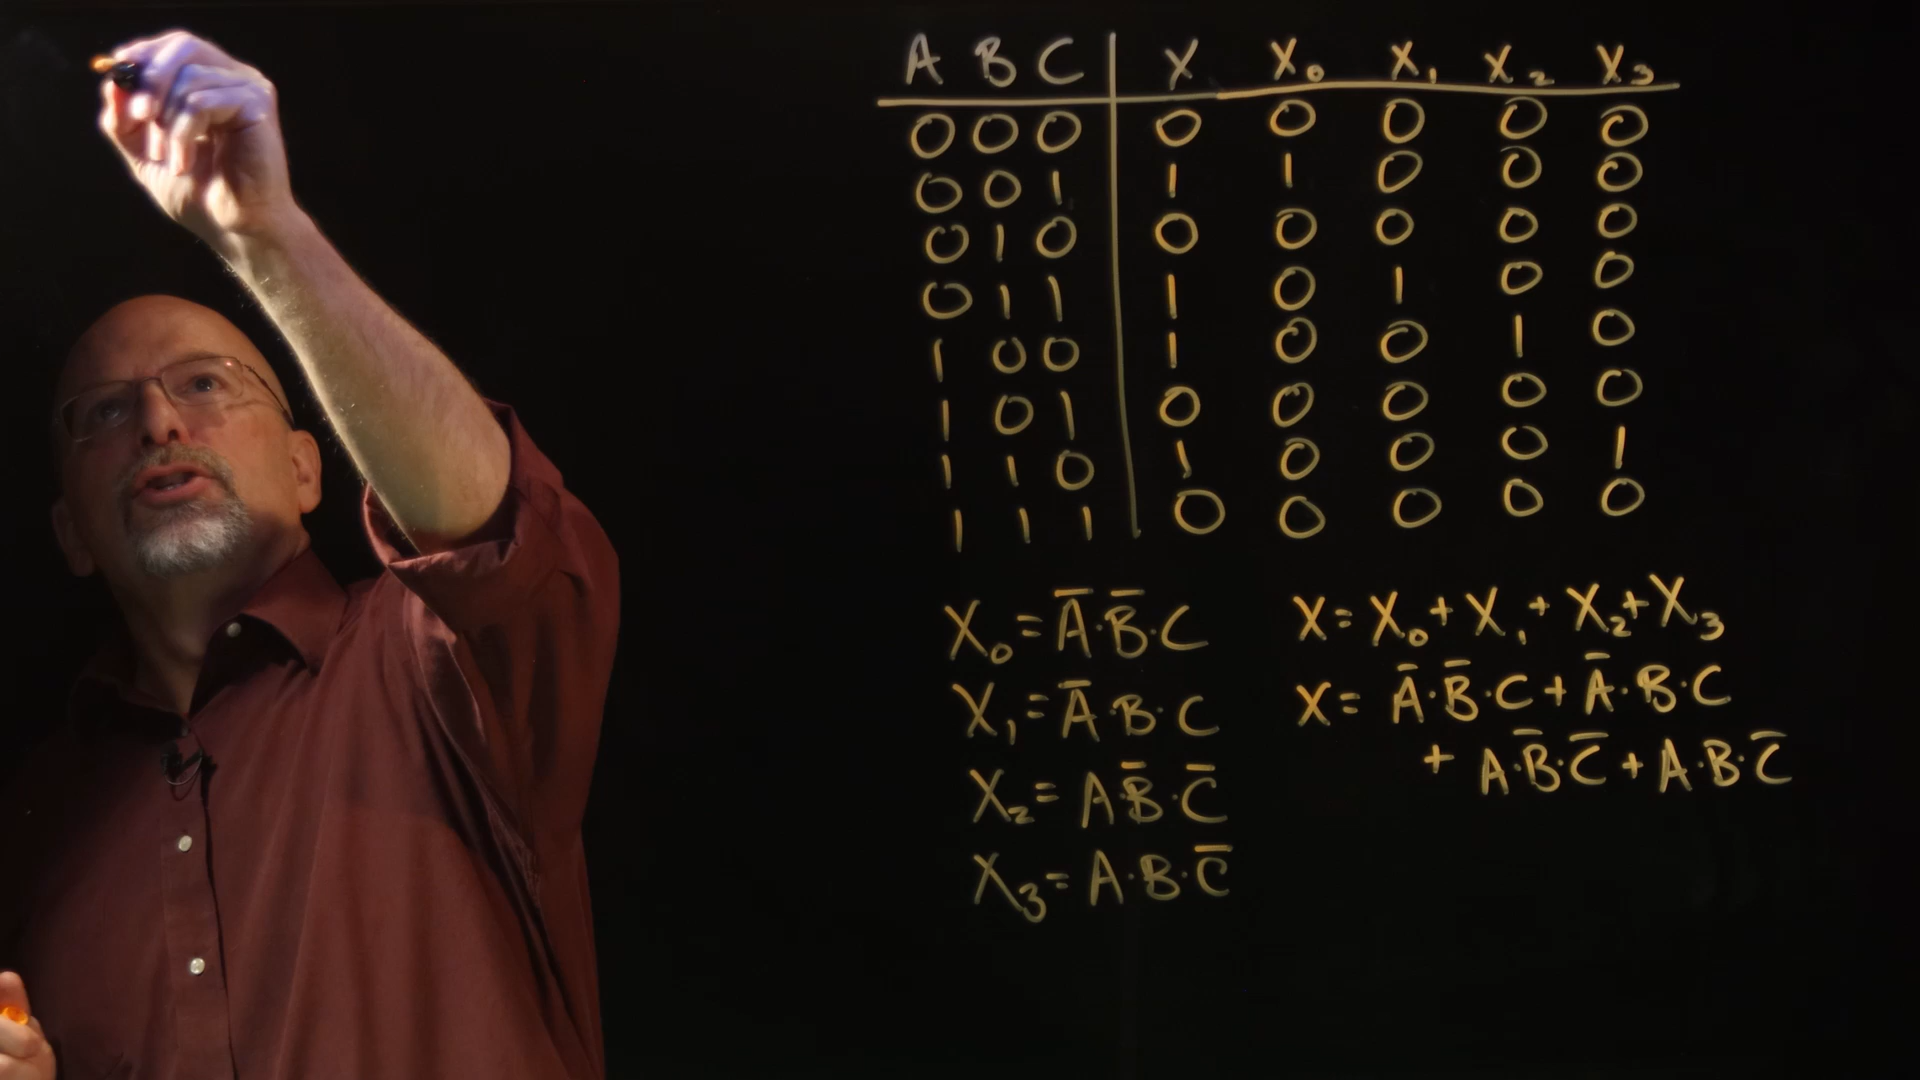 A B C X X₀ X₁ X₂ X₃
0 0 0 0 0 0 0 0
0 0 1 1 1 0 0 0
0 1 0 0 0 0 0 0
0 1 1 1 0 1 0 0
1 0 0 1 0 0 1 0
1 0 1 0 0 0 0 0
1 1 0 1 0 0 0 1
1 1 1 0 0 0 0 0
X₀ = A̅·B̅·C
X₁ = A̅·B·C
X₂ = A·B̅·C̅
X₃ = A·B·C̅
X = X₀ + X₁ + X₂ + X₃
X = A̅·B̅·C + A̅·B·C
+ A·B̅·C̅ + A·B·C̅